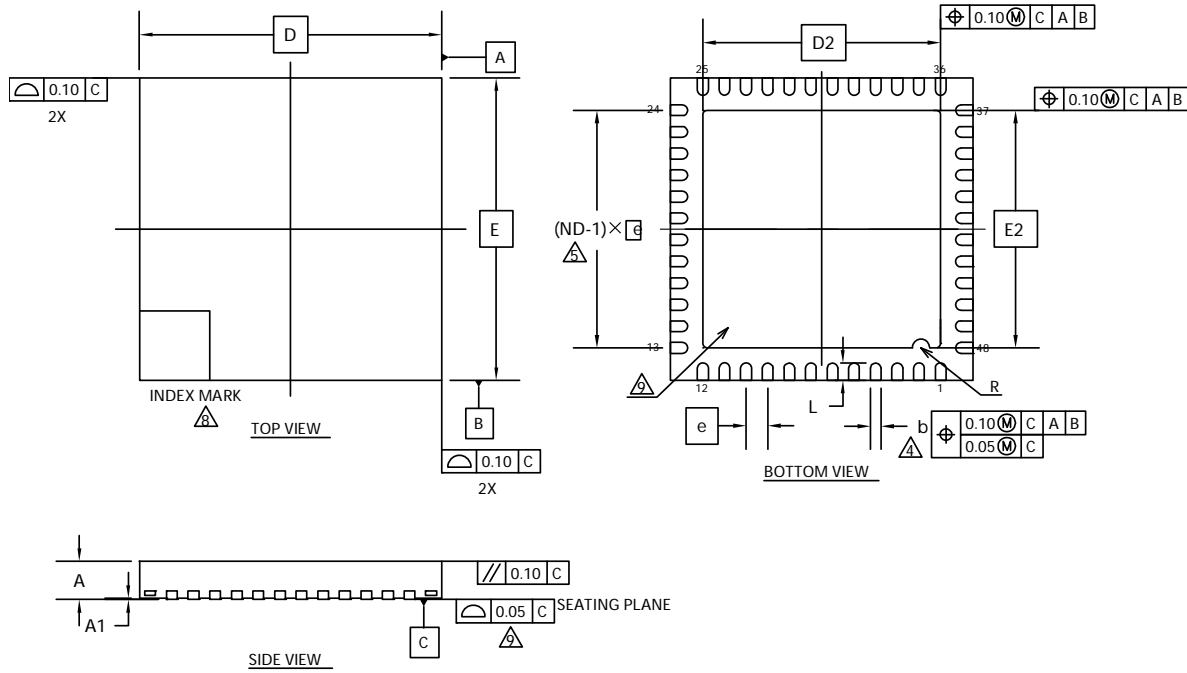 D
A
⌓ 0.10 C
2X
E
INDEX MARK
8
TOP VIEW
B
⌓ 0.10 C
2X
⌖ 0.10 Ⓜ C A B
D2
25
36
⌖ 0.10 Ⓜ C A B
24
37
(ND-1)× e
5
E2
13
48
9
12
1
R
L
e
b
4
⌖ 0.10 Ⓜ C A B
0.05 Ⓜ C
BOTTOM VIEW
A
// 0.10 C
A1
⌓ 0.05 C SEATING PLANE
9
C
SIDE VIEW